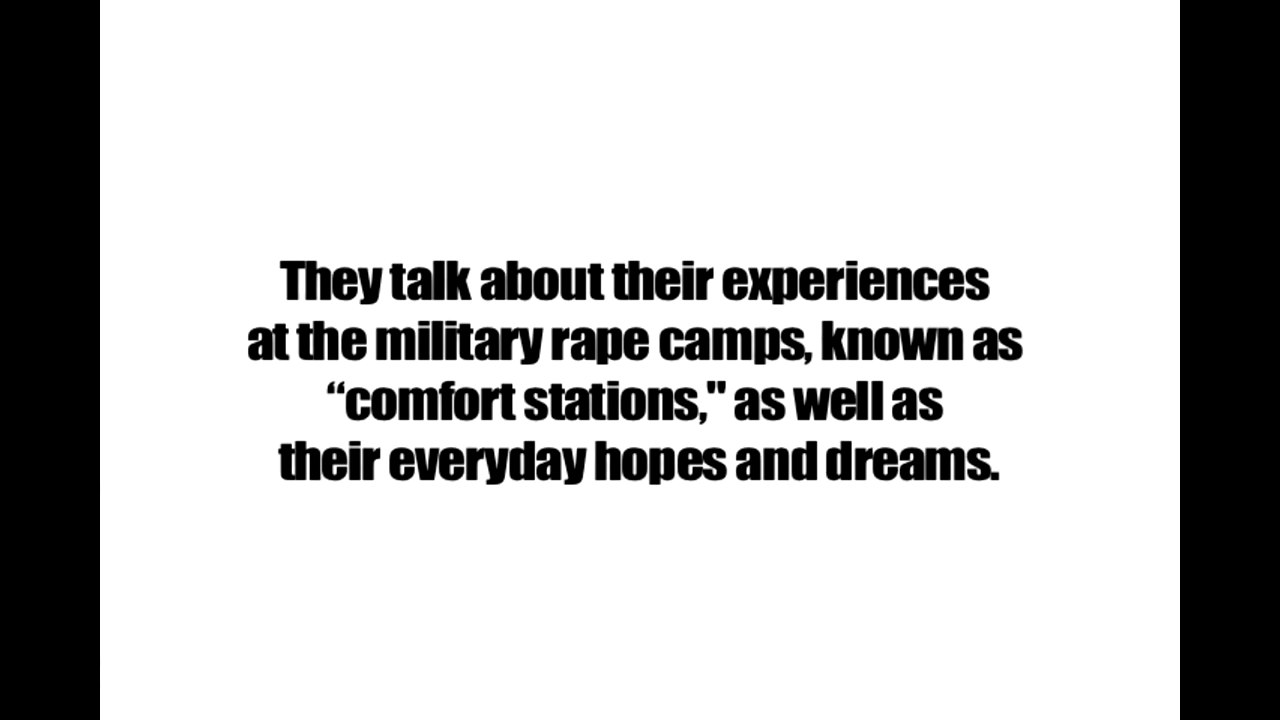 They talk about their experiences
at the military rape camps, known as
“comfort stations," as well as
their everyday hopes and dreams.